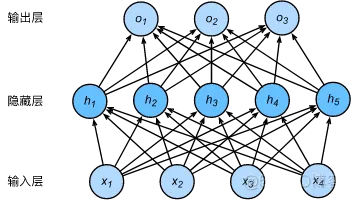 输出层 o₁ o₂ o₃
隐藏层 h₁ h₂ h₃ h₄ h₅
输入层 x₁ x₂ x₃ x₄